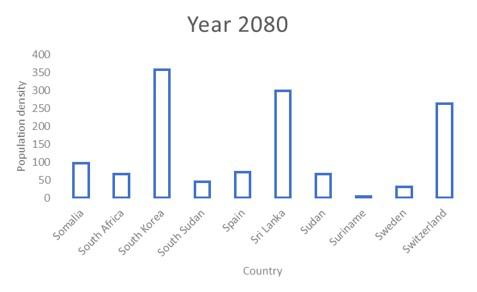 Year 2080
Population density
400
350
300
250
200
150
100
50
0
Somalia
South Africa
South Korea
South Sudan
Spain
Sri Lanka
Sudan
Suriname
Sweden
Switzerland
Country